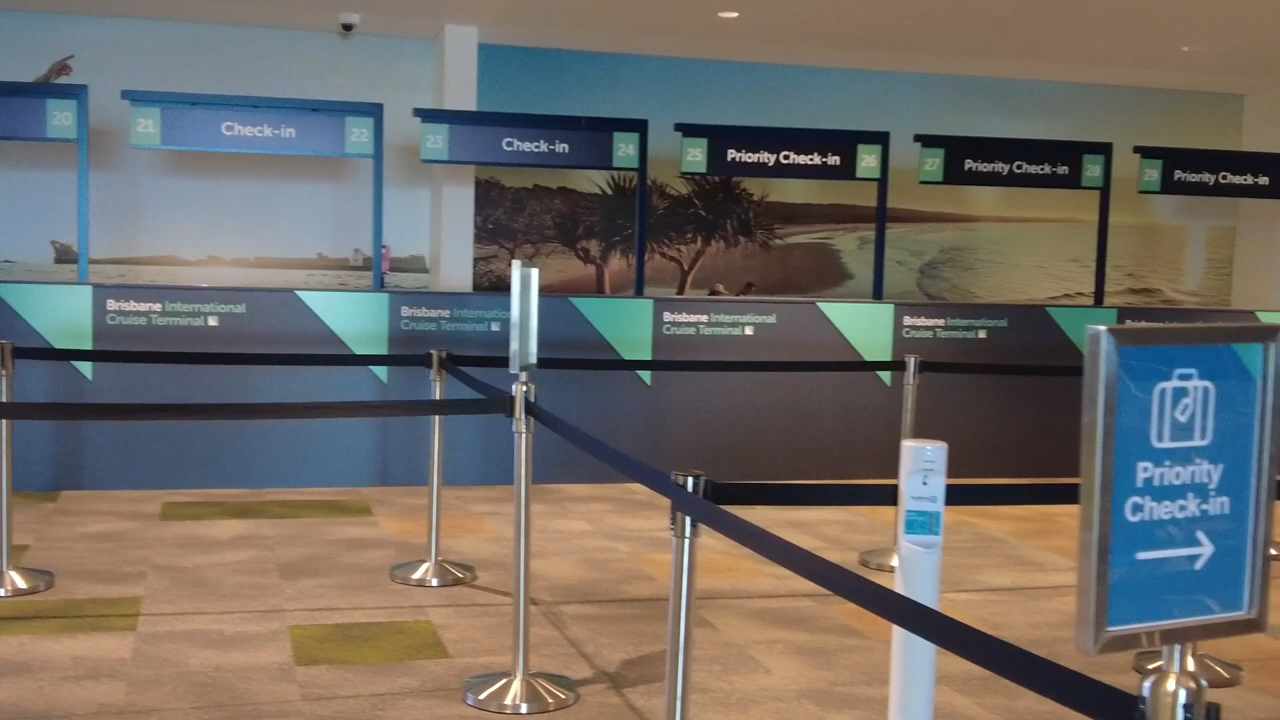 20
21 Check-in 22
23 Check-in 24
25 Priority Check-in 26
27 Priority Check-in 28
29 Priority Check-in
Brisbane International
Cruise Terminal
Brisbane International
Cruise Terminal
Brisbane International
Cruise Terminal
Brisbane International
Cruise Terminal
Brisbane International
Priority
Check-in